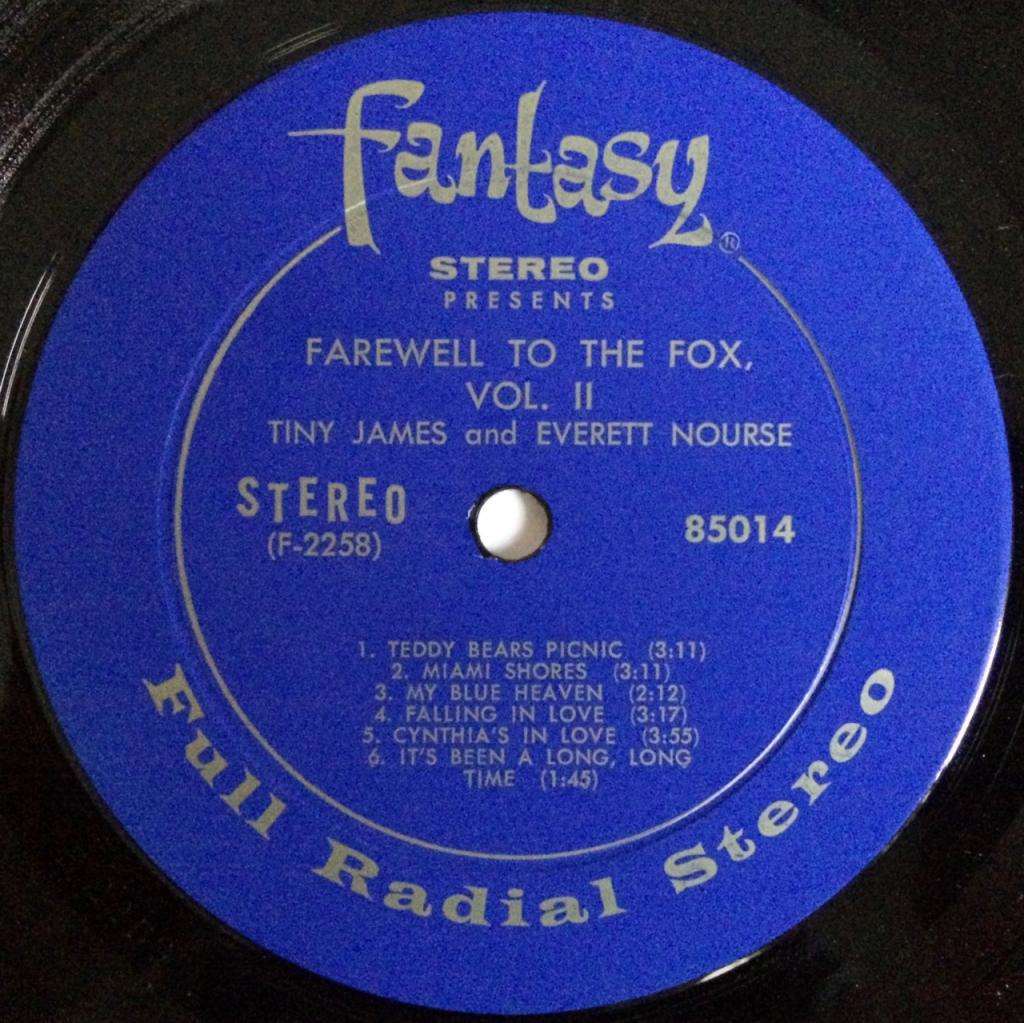 Fantasy ®
STEREO
PRESENTS
FAREWELL TO THE FOX,
VOL. II
TINY JAMES and EVERETT NOURSE
STEREO
(F-2258)
85014
1. TEDDY BEARS PICNIC (3:11)
2. MIAMI SHORES (3:11)
3. MY BLUE HEAVEN (2:12)
4. FALLING IN LOVE (3:17)
5. CYNTHIA'S IN LOVE (3:55)
6. IT'S BEEN A LONG, LONG
TIME (1:45)
Full Radial Stereo